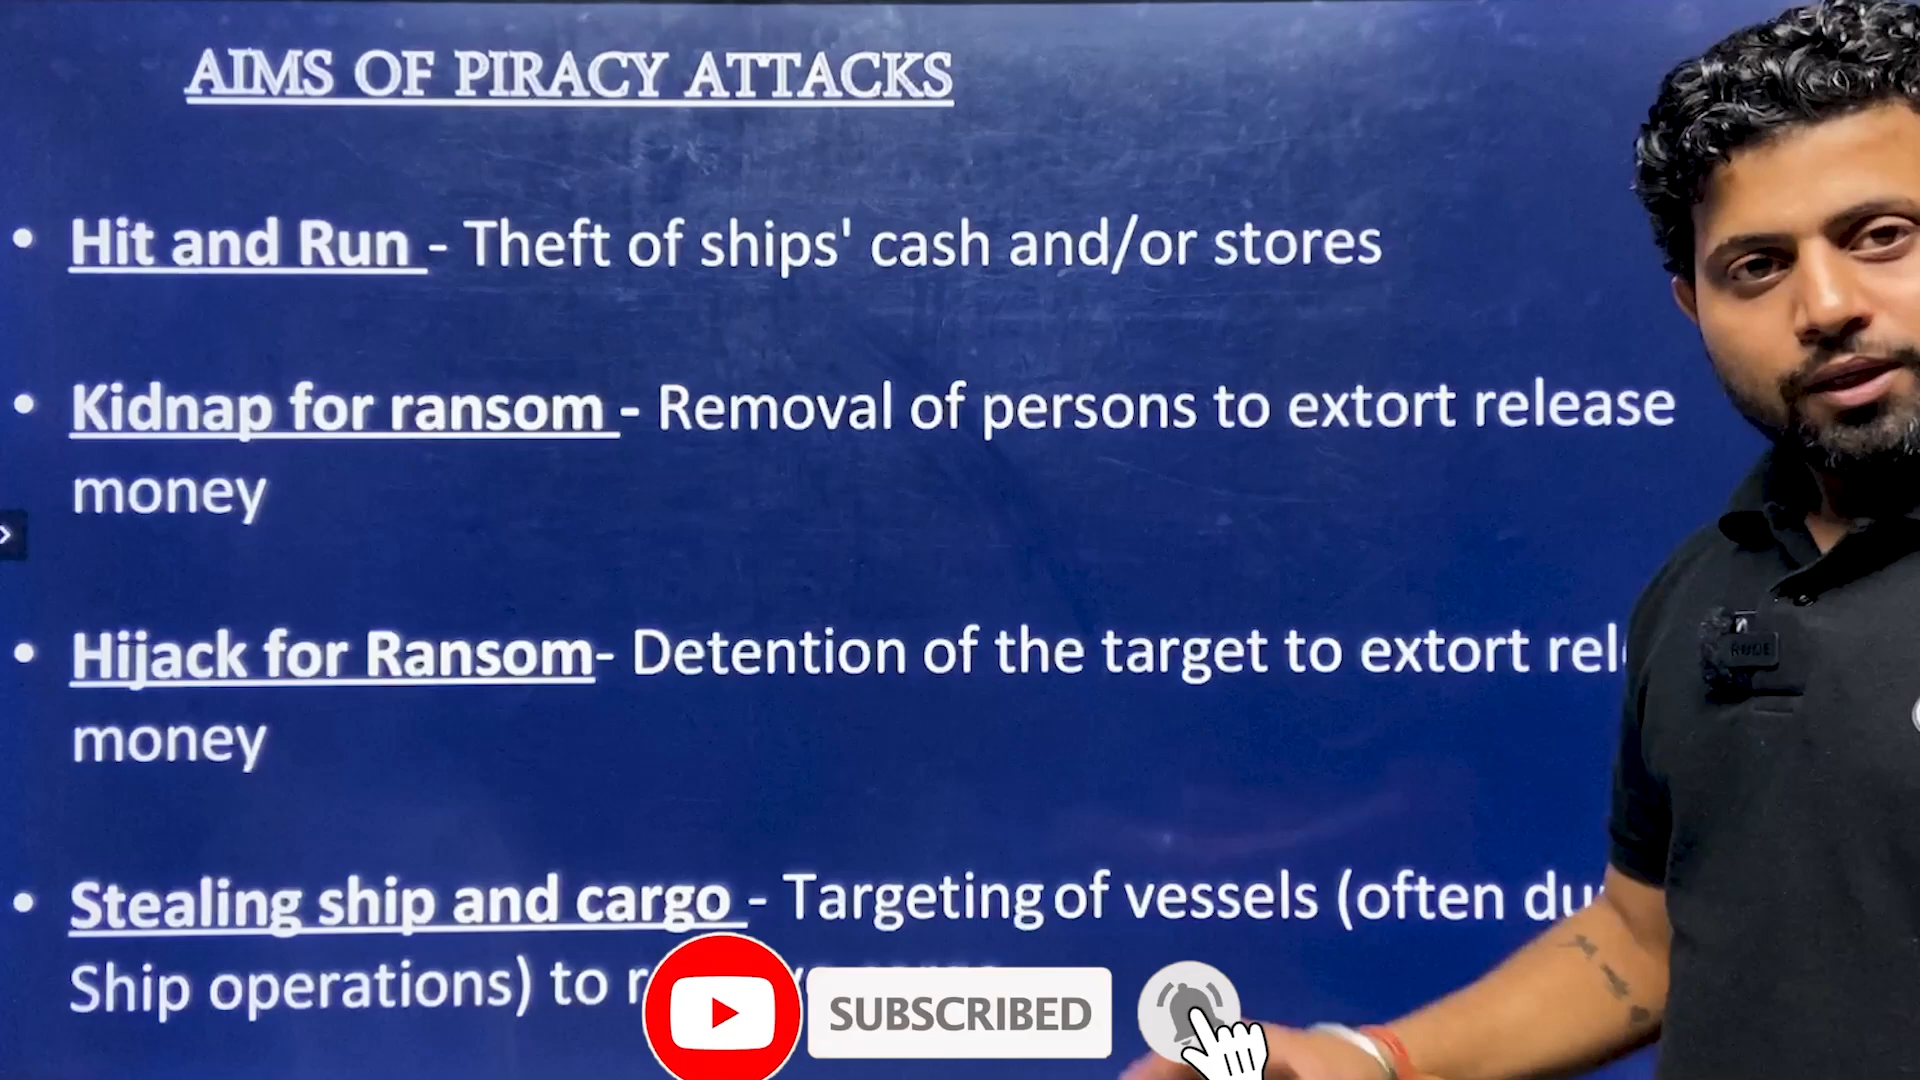 AIMS OF PIRACY ATTACKS
• Hit and Run - Theft of ships' cash and/or stores
• Kidnap for ransom - Removal of persons to extort release
money
• Hijack for Ransom- Detention of the target to extort
money
• Stealing ship and cargo - Targeting of vessels (often
Ship operations) to
SUBSCRIBED
RODE